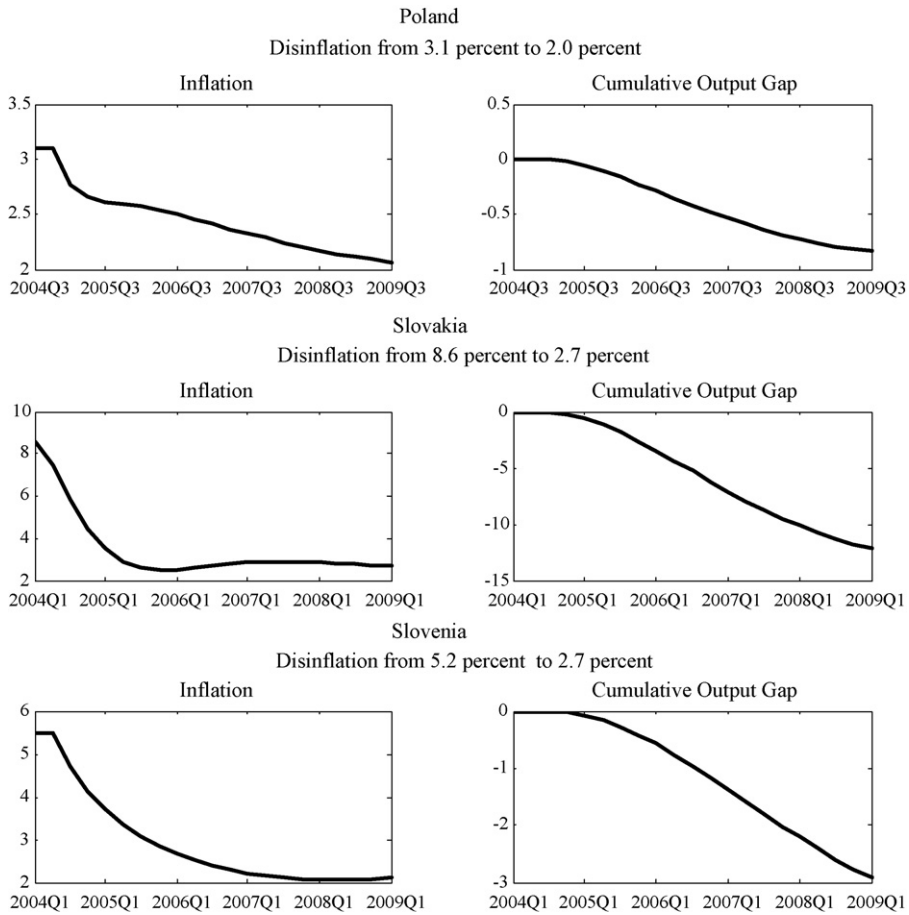 Poland
Disinflation from 3.1 percent to 2.0 percent
Inflation
3.5
3
2.5
2
2004Q3 2005Q3 2006Q3 2007Q3 2008Q3 2009Q3
Cumulative Output Gap
0.5
0
-0.5
-1
2004Q3 2005Q3 2006Q3 2007Q3 2008Q3 2009Q3
Slovakia
Disinflation from 8.6 percent to 2.7 percent
Inflation
10
8
6
4
2
2004Q1 2005Q1 2006Q1 2007Q1 2008Q1 2009Q1
Cumulative Output Gap
0
-5
-10
-15
2004Q1 2005Q1 2006Q1 2007Q1 2008Q1 2009Q1
Slovenia
Disinflation from 5.2 percent to 2.7 percent
Inflation
6
5
4
3
2
2004Q1 2005Q1 2006Q1 2007Q1 2008Q1 2009Q1
Cumulative Output Gap
0
-1
-2
-3
2004Q1 2005Q1 2006Q1 2007Q1 2008Q1 2009Q1